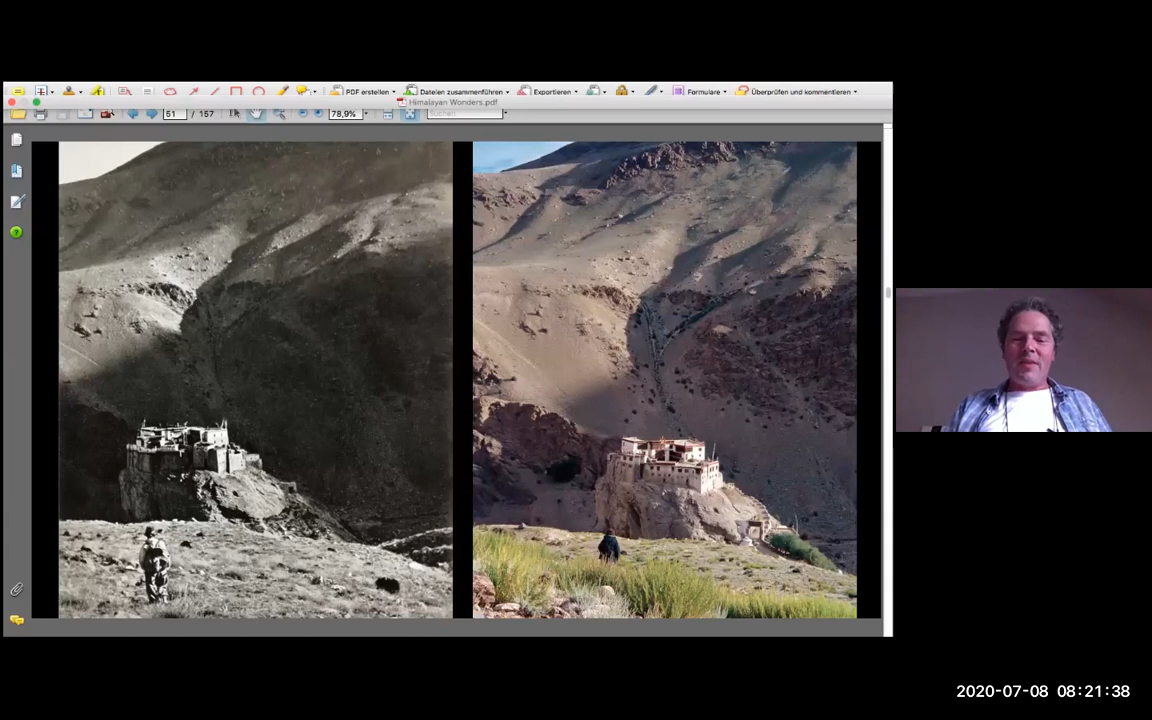 PDF erstellen Dateien zusammenführen Exportieren Formulare Überprüfen und kommentieren
Himalayan Wonders.pdf
51 / 157 78,9% Suchen
2020-07-08 08:21:38